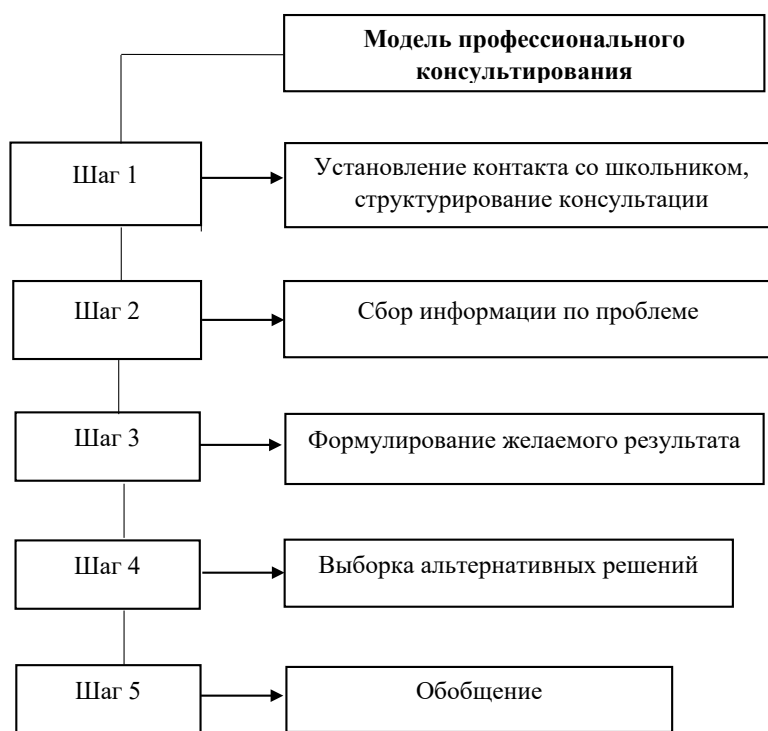 Модель профессионального
консультирования
Шаг 1
Установление контакта со школьником,
структурирование консультации
Шаг 2
Сбор информации по проблеме
Шаг 3
Формулирование желаемого результата
Шаг 4
Выборка альтернативных решений
Шаг 5
Обобщение